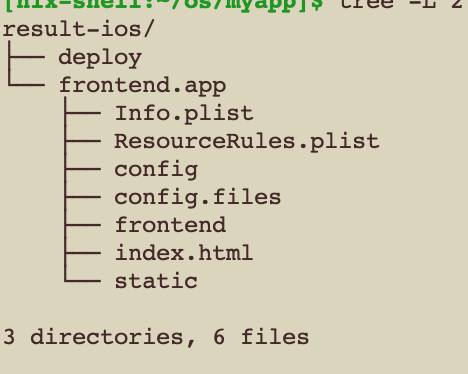 [nix-shell:~/os/myapp]$ tree -L 2
result-ios/
├── deploy
└── frontend.app
    ├── Info.plist
    ├── ResourceRules.plist
    ├── config
    ├── config.files
    ├── frontend
    ├── index.html
    └── static

3 directories, 6 files